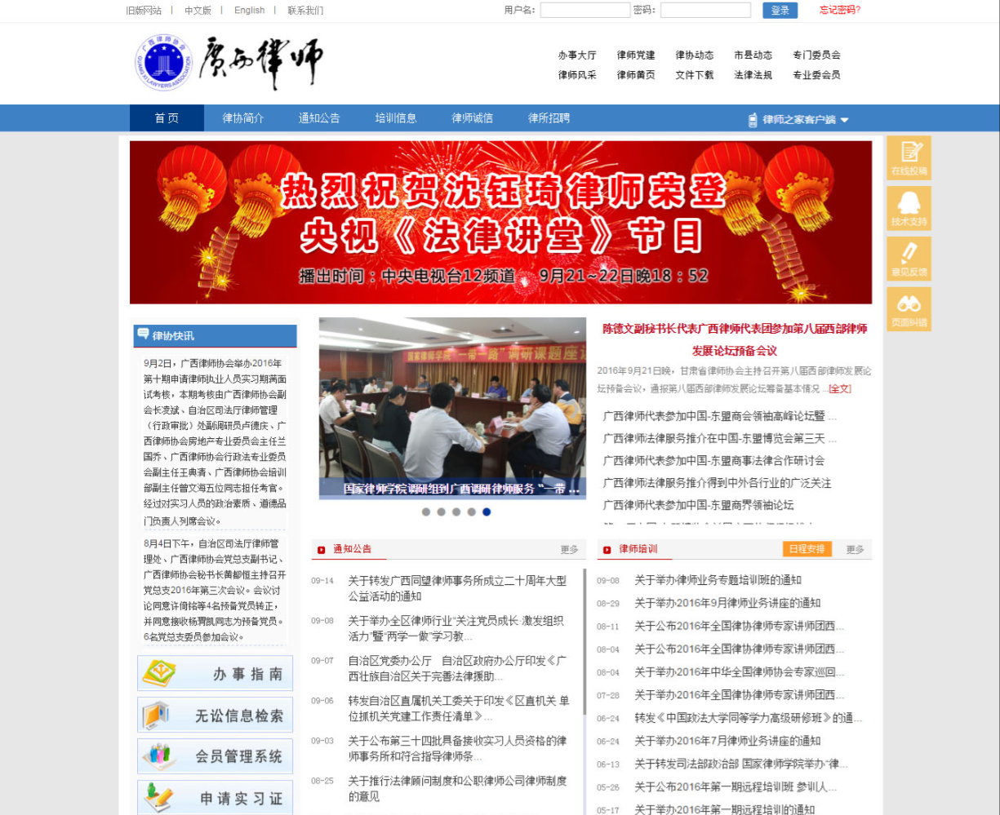 旧版网站 | 中文版 | English | 联系我们
用户名: 密码: 登录 忘记密码?
广西律师协会
GUANG XI LAWYERS ASSOCIATION
廣西律师
办事大厅 律师党建 律协动态 市县动态 专门委员会
律师风采 律师黄页 文件下载 法律法规 专业委会员
首页 律协简介 通知公告 培训信息 律师诚信 律所招聘 律师之家客户端
热烈祝贺沈钰琦律师荣登
央视《法律讲堂》节目
播出时间：中央电视台12频道 9月21~22日晚18：52
在线投稿
技术支持
意见反馈
页面纠错
律协快讯
9月2日，广西律师协会举办2016年
第十期申请律师执业人员实习期满面
试考核，本期考核由广西律师协会副
会长凌斌、自治区司法厅律师管理
（行政审批）处副调研员卢德庆、广
西律师协会房地产专业委员会主任兰
国乔、广西律师协会行政法专业委员
会副主任王典清、广西律师协会培训
部副主任曾文海五位同志担任考官。
经过对实习人员的政治素质、道德品
门负责人列席会议。
8月4日下午，自治区司法厅律师管
理处、广西律师协会党总支副书记、
广西律师协会秘书长黄都恒主持召开
党总支2016年第三次会议。会议讨
论同意许倚铭等4名预备党员转正，
并同意接收杨霄凯同志为预备党员。
6名党总支委员参加会议。
办事指南
无讼信息检索
会员管理系统
申请实习证
国家律师学院"一带一路"调研课题座
国家律师学院调研组到广西调研律师服务“一带 ...
陈德文副秘书长代表广西律师代表团参加第八届西部律师
发展论坛预备会议
2016年9月21日晚，甘肃省律师协会主持召开第八届西部律师发展论
坛预备会议，通报第八届西部律师发展论坛筹备基本情况 ...[全文]
广西律师代表参加中国-东盟商会领袖高峰论坛暨 ...
广西律师法律服务推介在中国-东盟博览会第三天 ...
广西律师代表参加中国-东盟商事法律合作研讨会
广西律师法律服务推介得到中外各行业的广泛关注
广西律师代表参加中国-东盟商界领袖论坛
通知公告 更多
09-14 关于转发广西同望律师事务所成立二十周年大型
公益活动的通知
09-08 关于举办全区律师行业“关注党员成长·激发组织
活力”暨“两学一做”学习教...
09-07 自治区党委办公厅 自治区政府办公厅印发《广
西壮族自治区关于完善法律援助...
09-06 转发自治区直属机关工委关于印发《区直机关 单
位抓机关党建工作责任清单》...
09-03 关于公布第三十四批具备接收实习人员资格的律
师事务所和符合指导律师条...
08-25 关于推行法律顾问制度和公职律师公司律师制度
的意见
律师培训 日程安排 更多
09-08 关于举办律师业务专题培训班的通知
08-29 关于举办2016年9月律师业务讲座的通知
08-11 关于公布2016年全国律协律师专家讲师团西...
08-04 关于公布2016年全国律协律师专家讲师团西...
08-04 关于举办2016年中华全国律师协会专家巡回...
07-28 关于举办2016年全国律协律师专家讲师团西...
06-24 转发《中国政法大学同等学力高级研修班》的通...
06-24 关于举办2016年7月律师业务讲座的通知
06-13 关于转发司法部政治部 国家律师学院举办“律...
05-26 关于公布2016年第一期远程培训班 参训人...
05-17 关于举办2016年第一期远程培训的通知